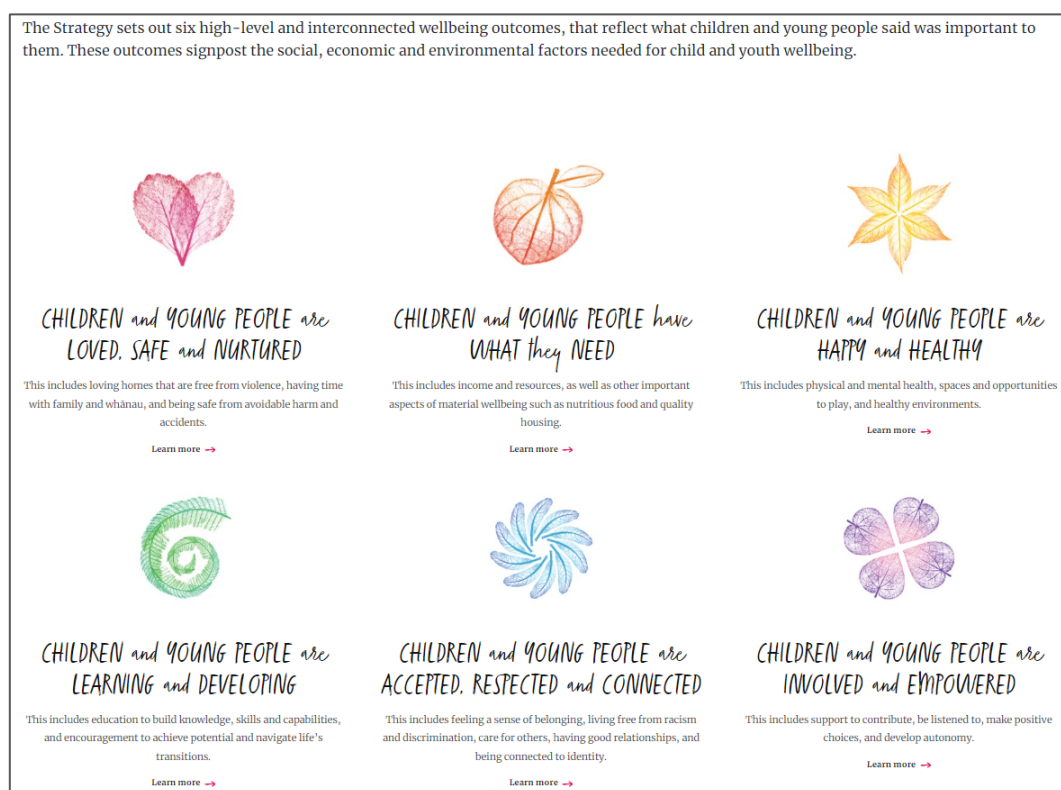 The Strategy sets out six high-level and interconnected wellbeing outcomes, that reflect what children and young people said was important to
them. These outcomes signpost the social, economic and environmental factors needed for child and youth wellbeing.
CHILDREN and YOUNG PEOPLE are
LOVED, SAFE and NURTURED
This includes loving homes that are free from violence, having time
with family and whānau, and being safe from avoidable harm and
accidents.
Learn more →
CHILDREN and YOUNG PEOPLE have
WHAT they NEED
This includes income and resources, as well as other important
aspects of material wellbeing such as nutritious food and quality
housing.
Learn more →
CHILDREN and YOUNG PEOPLE are
HAPPY and HEALTHY
This includes physical and mental health, spaces and opportunities
to play, and healthy environments.
Learn more →
CHILDREN and YOUNG PEOPLE are
LEARNING and DEVELOPING
This includes education to build knowledge, skills and capabilities,
and encouragement to achieve potential and navigate life's
transitions.
Learn more →
CHILDREN and YOUNG PEOPLE are
ACCEPTED, RESPECTED and CONNECTED
This includes feeling a sense of belonging, living free from racism
and discrimination, care for others, having good relationships, and
being connected to identity.
Learn more →
CHILDREN and YOUNG PEOPLE are
INVOLVED and EMPOWERED
This includes support to contribute, be listened to, make positive
choices, and develop autonomy.
Learn more →